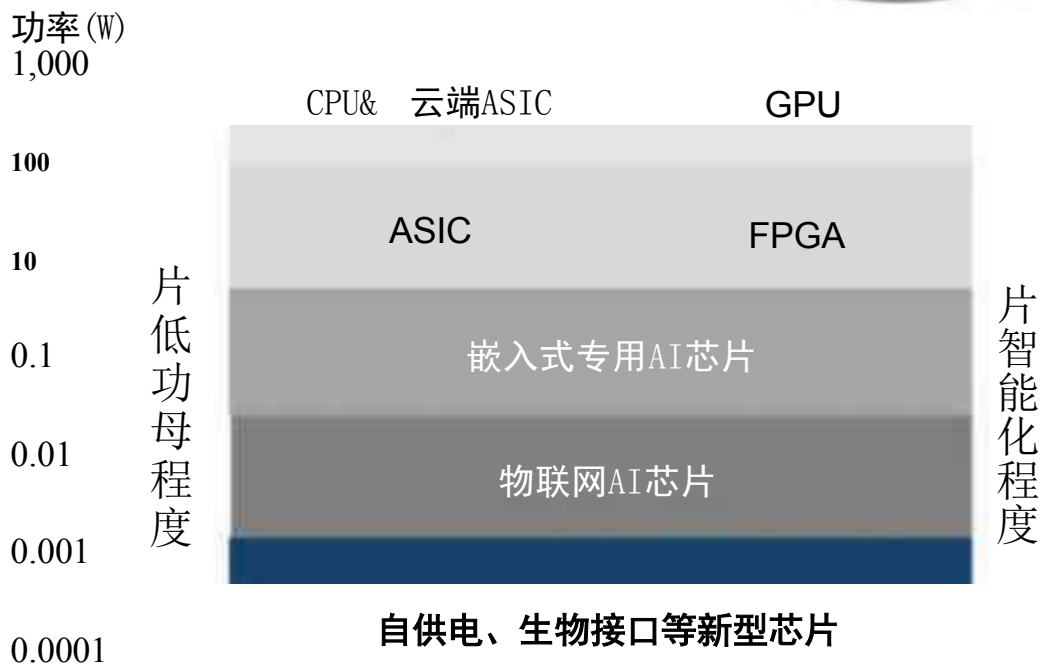 功率(W)
1,000
CPU& 云端ASIC GPU
100
ASIC FPGA
10
片低功母程度
片智能化程度
0.1
嵌入式专用AI芯片
0.01
物联网AI芯片
0.001
自供电、生物接口等新型芯片
0.0001